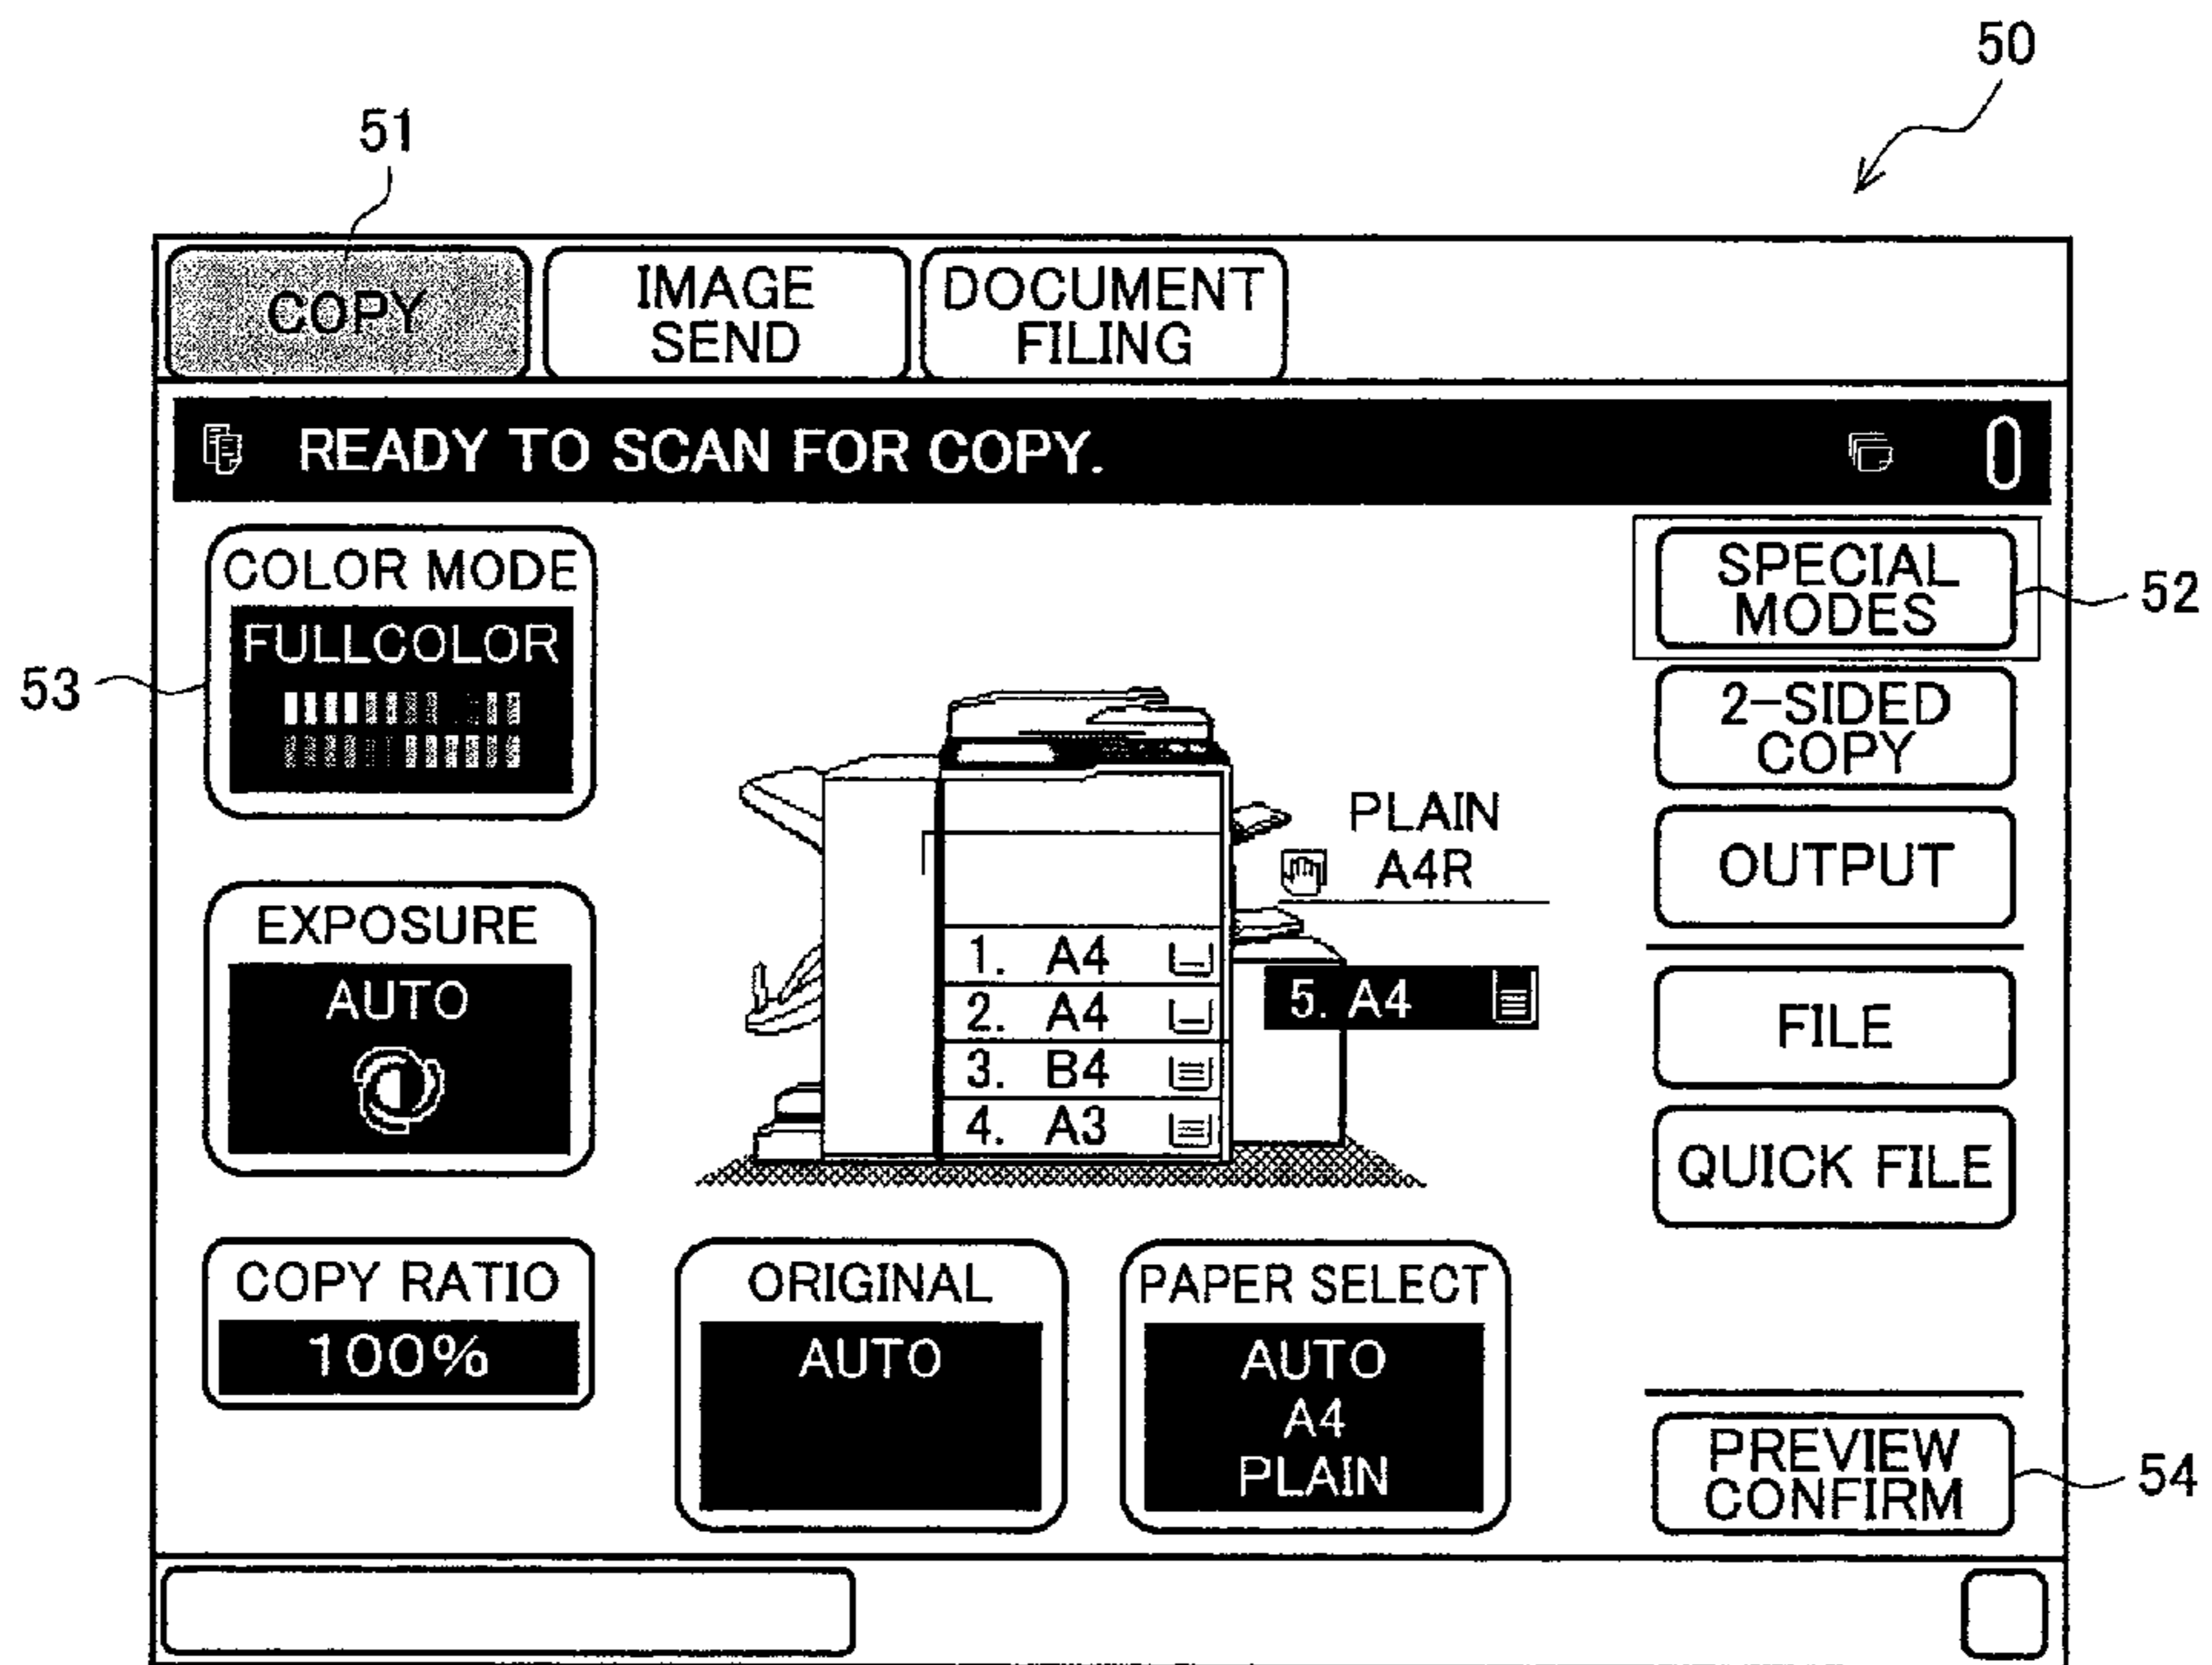 50
51
COPY
IMAGE
SEND
DOCUMENT
FILING
READY TO SCAN FOR COPY.
0
COLOR MODE
FULLCOLOR
53
SPECIAL
MODES
52
2-SIDED
COPY
OUTPUT
PLAIN
A4R
EXPOSURE
AUTO
1. A4
2. A4
3. B4
4. A3
5. A4
FILE
QUICK FILE
COPY RATIO
100%
ORIGINAL
AUTO
PAPER SELECT
AUTO
A4
PLAIN
PREVIEW
CONFIRM
54